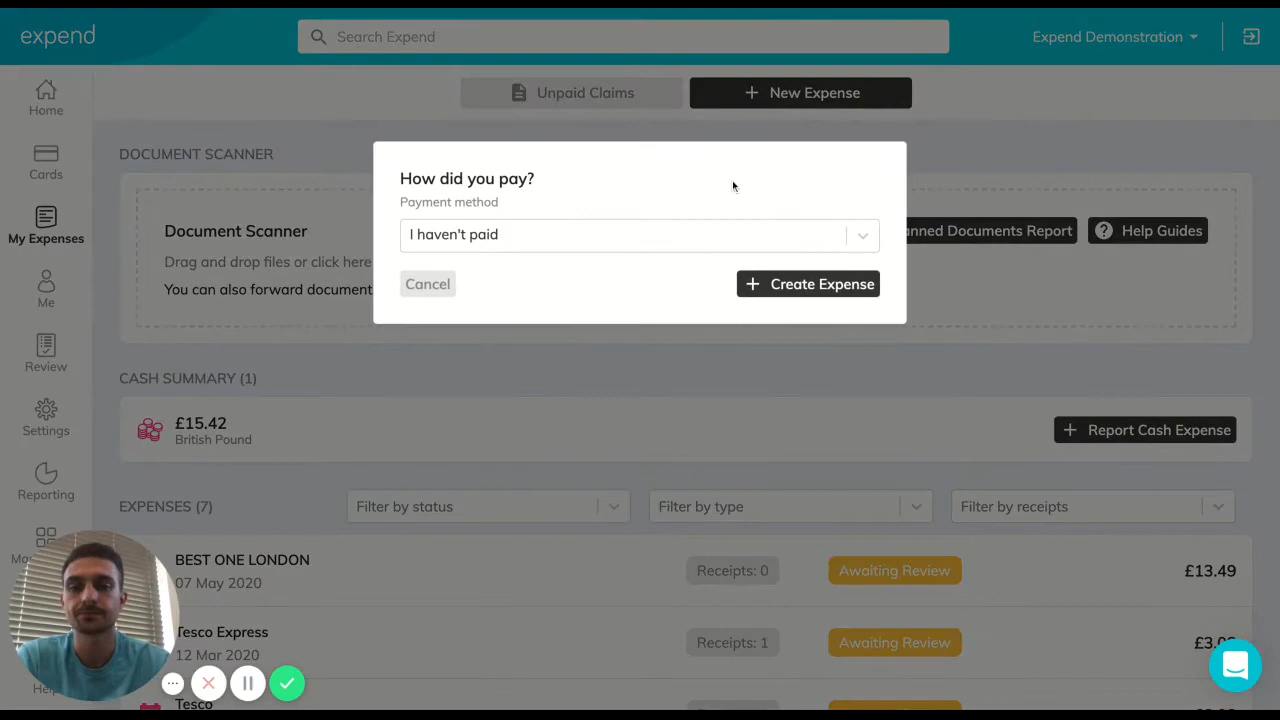 expend
Search Expend
Expend Demonstration
Home
Cards
My Expenses
Me
Review
Settings
Reporting
Unpaid Claims
+ New Expense
DOCUMENT SCANNER
Document Scanner
Drag and drop files or click here
You can also forward document
Documents Report
? Help Guides
How did you pay?
Payment method
I haven't paid
Cancel
+ Create Expense
CASH SUMMARY (1)
£15.42
British Pound
+ Report Cash Expense
EXPENSES (7)
Filter by status
Filter by type
Filter by receipts
BEST ONE LONDON
07 May 2020
Receipts: 0
Awaiting Review
£13.49
Tesco Express
12 Mar 2020
Receipts: 1
Awaiting Review
Tesco